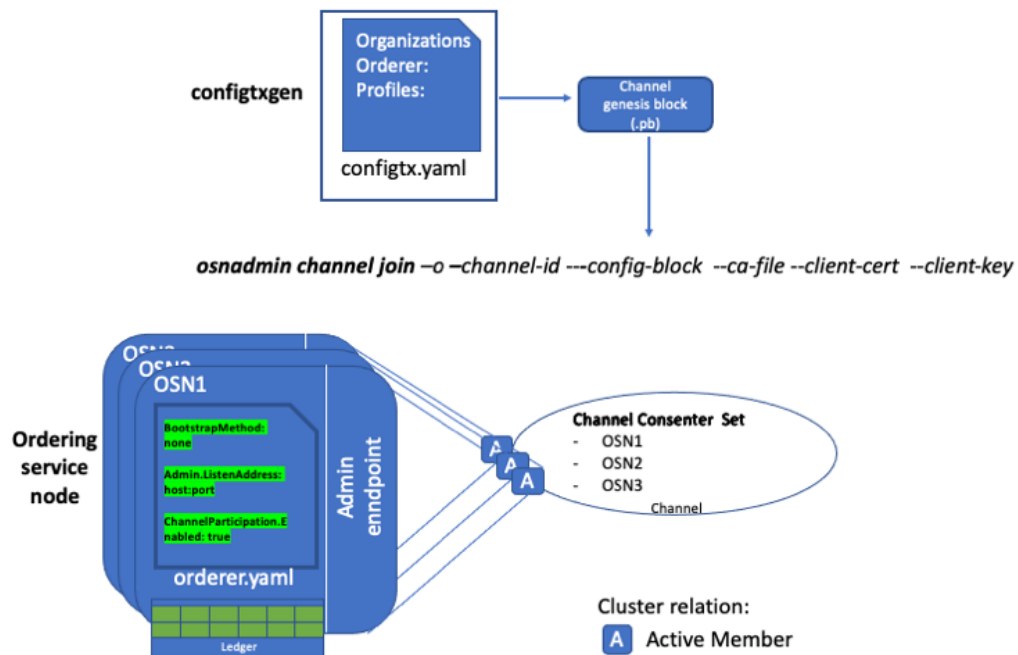 configtxgen
Organizations
Orderer:
Profiles:
configtx.yaml
Channel
genesis block
(.pb)
osnadmin channel join –o –channel-id ---config-block --ca-file --client-cert --client-key
Ordering
service
node
OSN1
BootstrapMethod:
none
Admin.ListenAddress:
host:port
ChannelParticipation.E
nabled: true
orderer.yaml
Ledger
Admin
enndpoint
A
A
A
Channel Consenter Set
- OSN1
- OSN2
- OSN3
Channel
Cluster relation:
A Active Member